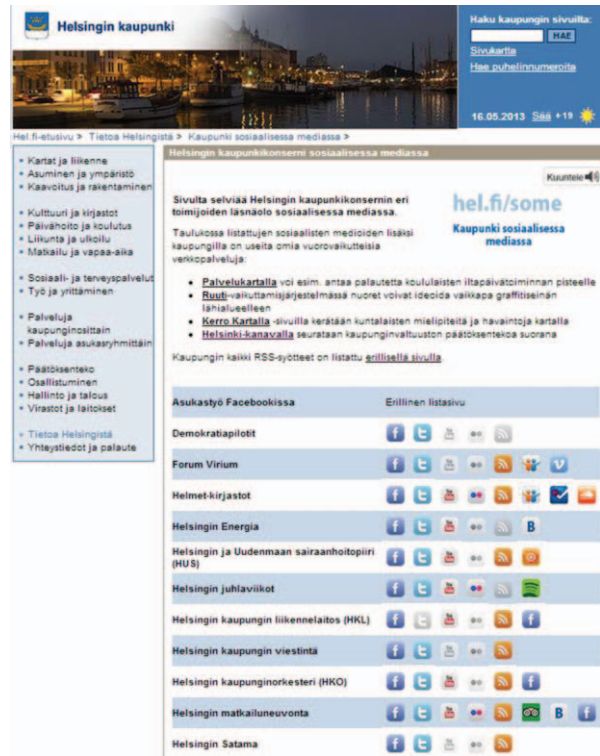 Helsingin kaupunki
Haku kaupungin sivuilta:
HAE
Sivukartta
Hae puhelinnumeroita
16.05.2013 Sää +19
Hel.fi-etusivu > Tietoa Helsingistä > Kaupunki sosiaalisessa mediassa >
Kartat ja liikenne
Asuminen ja ympäristö
Kaavoitus ja rakentaminen
Kulttuuri ja kirjastot
Päivähoito ja koulutus
Liikunta ja ulkoilu
Matkailu ja vapaa-aika
Sosiaali- ja terveyspalvelut
Työ ja yrittäminen
Palveluja
kaupunginosittain
Palveluja asukasryhmittäin
Päätöksenteko
Osallistuminen
Hallinto ja talous
Virastot ja laitokset
Tietoa Helsingistä
Yhteystiedot ja palaute
Helsingin kaupunkikonserni sosiaalisessa mediassa
Kuuntele
Sivulta selviää Helsingin kaupunkikonsernin eri
toimijoiden läsnäolo sosiaalisessa mediassa.
hel.fi/some
Kaupunki sosiaalisessa
mediassa
Taulukossa listattujen sosiaalisten medioiden lisäksi
kaupungilla on useita omia vuorovaikutteisia
verkkopalveluja:
Palvelukartalla voi esim. antaa palautetta koululaisten iltapäivätoiminnan pisteelle
Ruuti-vaikuttamisjärjestelmässä nuoret voivat ideoida vaikkapa graffitiseinän
lähialueelleen
Kerro Kartalla -sivuilla kerätään kuntalaisten mielipiteitä ja havaintoja kartalla
Helsinki-kanavalla seurataan kaupunginvaltuuston päätöksentekoa suorana
Kaupungin kaikki RSS-syötteet on listattu erillisellä sivulla.
Asukastyö Facebookissa Erillinen listasivu
Demokratiapilotit
Forum Virium
Helmet-kirjastot
Helsingin Energia
Helsingin ja Uudenmaan sairaanhoitopiiri
(HUS)
Helsingin juhlaviikot
Helsingin kaupungin liikennelaitos (HKL)
Helsingin kaupungin viestintä
Helsingin kaupunginorkesteri (HKO)
Helsingin matkailuneuvonta
Helsingin Satama